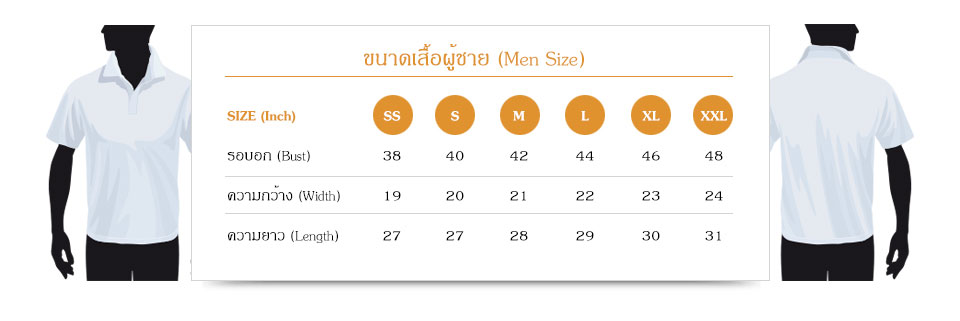 ขนาดเสื้อผู้ชาย (Men Size)
SIZE (Inch) SS S M L XL XXL
รอบอก (Bust) 38 40 42 44 46 48
ความกว้าง (Width) 19 20 21 22 23 24
ความยาว (Length) 27 27 28 29 30 31